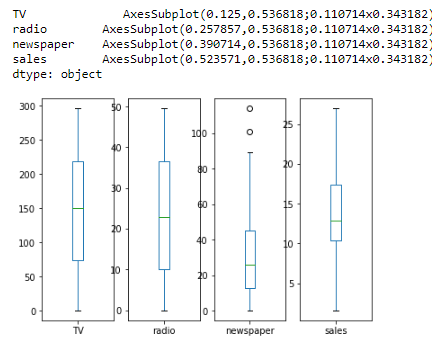 TV AxesSubplot(0.125,0.536818;0.110714x0.343182)
radio AxesSubplot(0.257857,0.536818;0.110714x0.343182)
newspaper AxesSubplot(0.390714,0.536818;0.110714x0.343182)
sales AxesSubplot(0.523571,0.536818;0.110714x0.343182)
dtype: object
300
250
200
150
100
50
0
TV
50
40
30
20
10
0
radio
100
80
60
40
20
0
newspaper
25
20
15
10
5
sales